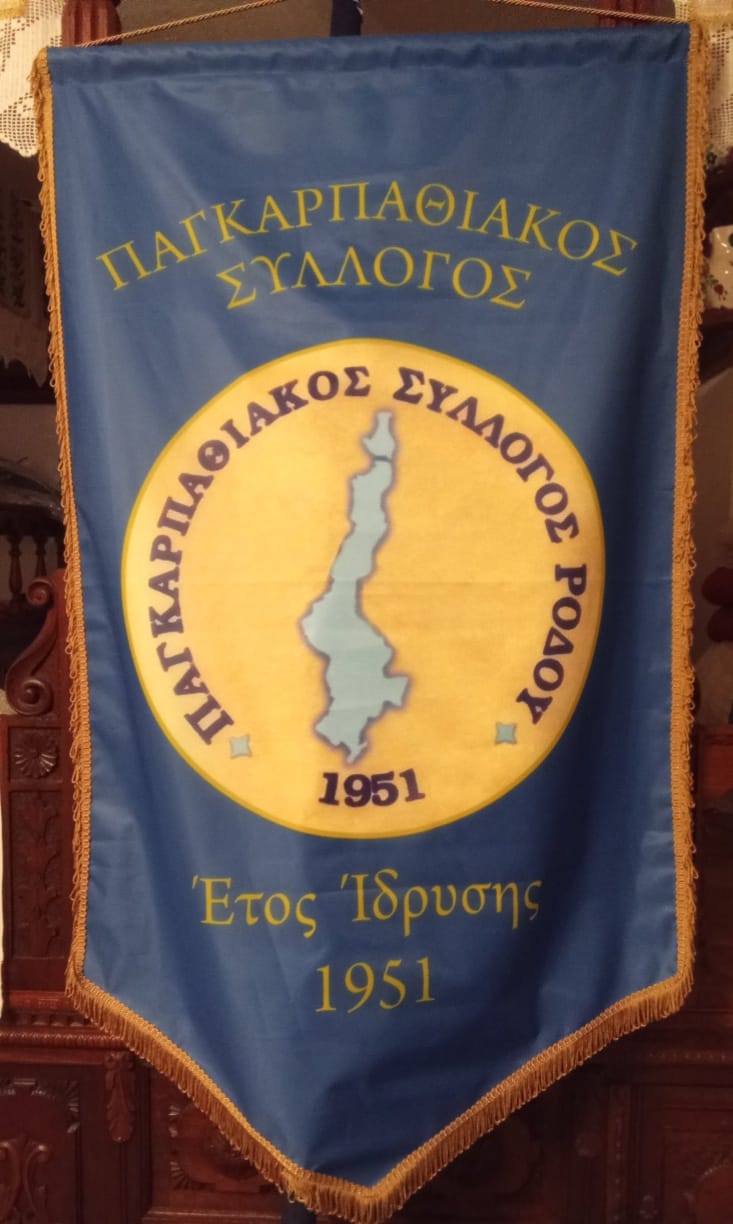 ΠΑΓΚΑΡΠΑΘΙΑΚΟΣ
ΣΥΛΛΟΓΟΣ
ΠΑΓΚΑΡΠΑΘΙΑΚΟΣ ΣΥΛΛΟΓΟΣ ΡΟΔΟΥ
1951
Έτος Ίδρυσης
1951